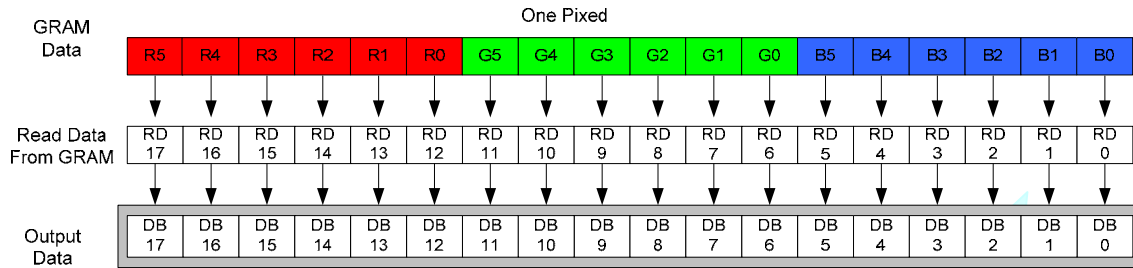 One Pixed
GRAM Data
R5 R4 R3 R2 R1 R0 G5 G4 G3 G2 G1 G0 B5 B4 B3 B2 B1 B0
Read Data From GRAM
RD 17 RD 16 RD 15 RD 14 RD 13 RD 12 RD 11 RD 10 RD 9 RD 8 RD 7 RD 6 RD 5 RD 4 RD 3 RD 2 RD 1 RD 0
Output Data
DB 17 DB 16 DB 15 DB 14 DB 13 DB 12 DB 11 DB 10 DB 9 DB 8 DB 7 DB 6 DB 5 DB 4 DB 3 DB 2 DB 1 DB 0